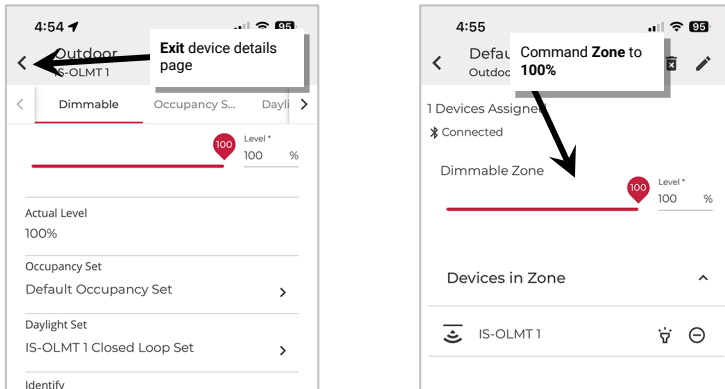 4:54
95
Outdoor
IS-OLMT 1
Exit device details
page
Dimmable
Occupancy S...
Dayli
100
Level *
100 %
Actual Level
100%
Occupancy Set
Default Occupancy Set
Daylight Set
IS-OLMT 1 Closed Loop Set
Identify
4:55
95
Defau
Outdoo
Command Zone to
100%
1 Devices Assigned
Connected
Dimmable Zone
100
Level *
100 %
Devices in Zone
IS-OLMT 1